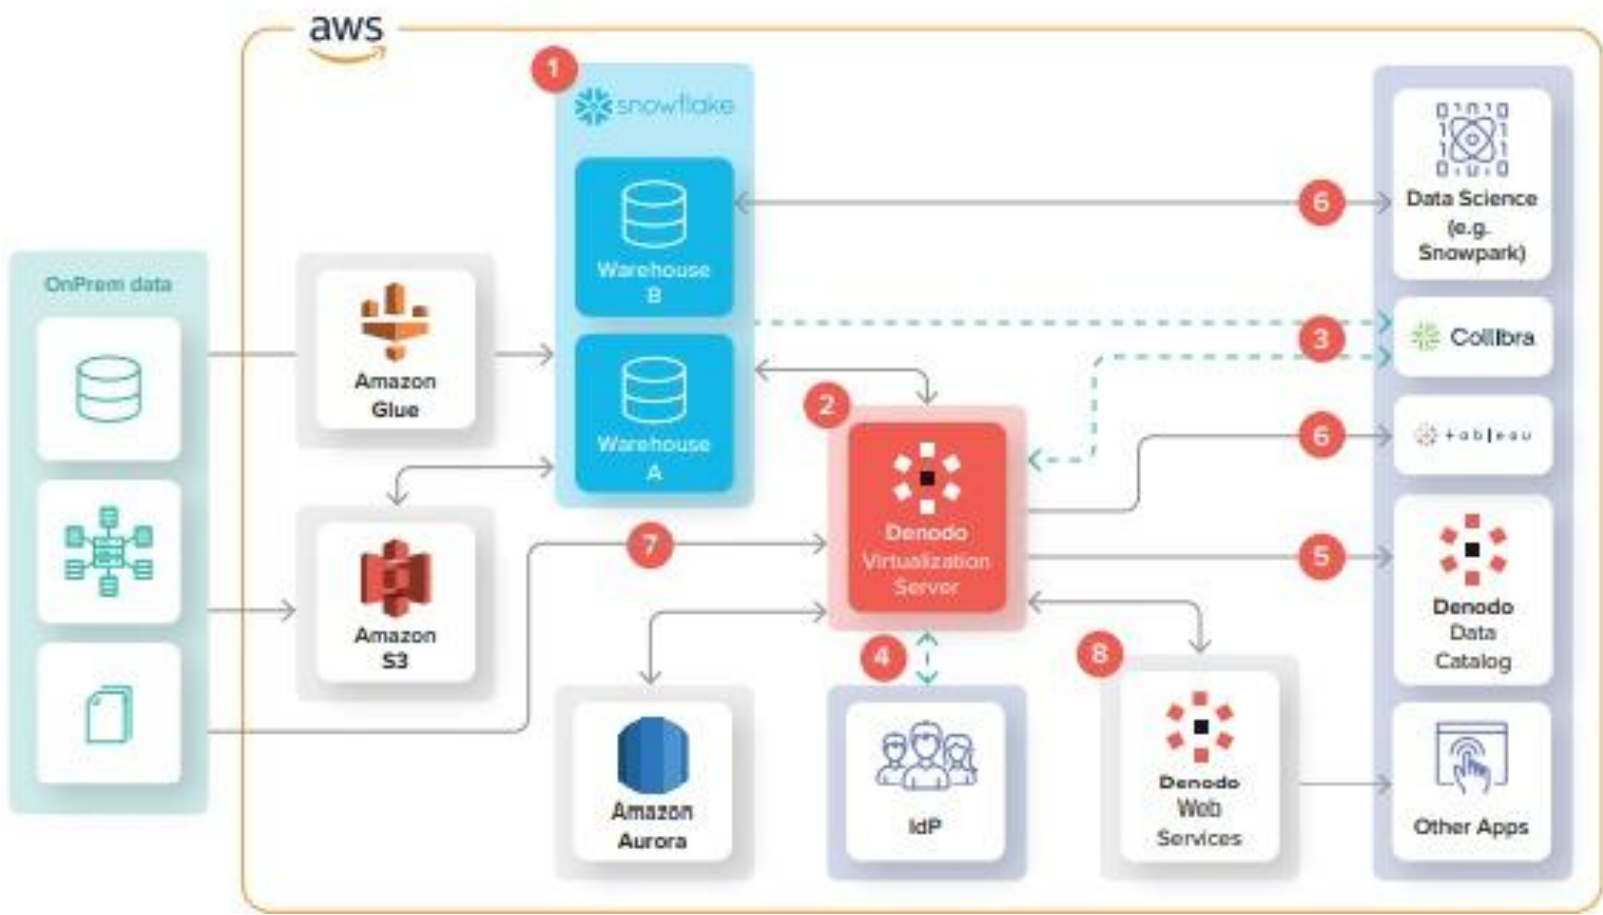 aws
1
snowflake
Warehouse
B
Warehouse
A
OnPrem data
Amazon
Glue
Amazon
S3
7
2
Denodo
Virtualization
Server
4
Amazon
Aurora
IdP
8
Denodo
Web
Services
6
3
6
5
Data Science
(e.g.
Snowpark)
Collibra
+ableau
Denodo
Data
Catalog
Other Apps